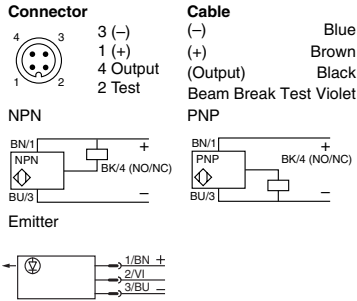 Connector
4 3
1 2
3 (–)
1 (+)
4 Output
2 Test
Cable
(–) Blue
(+) Brown
(Output) Black
Beam Break Test Violet
NPN
BN/1 +
NPN
BK/4 (NO/NC)
BU/3 –
PNP
BN/1 +
PNP
BK/4 (NO/NC)
BU/3 –
Emitter
1/BN +
2/VI
3/BU –